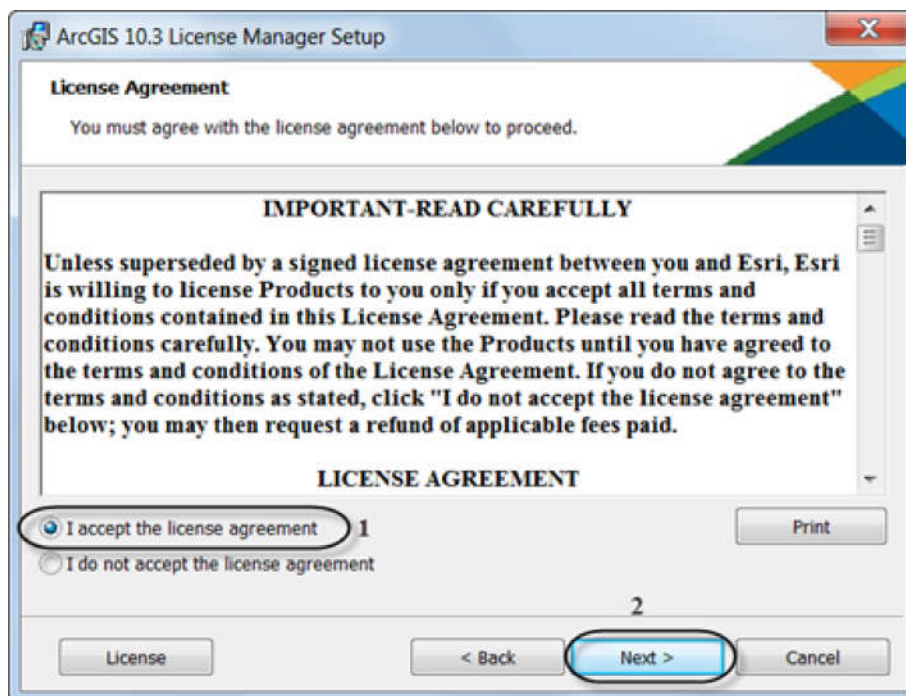 ArcGIS 10.3 License Manager Setup
License Agreement
You must agree with the license agreement below to proceed.
IMPORTANT-READ CAREFULLY
Unless superseded by a signed license agreement between you and Esri, Esri
is willing to license Products to you only if you accept all terms and
conditions contained in this License Agreement. Please read the terms and
conditions carefully. You may not use the Products until you have agreed to
the terms and conditions of the License Agreement. If you do not agree to the
terms and conditions as stated, click "I do not accept the license agreement"
below; you may then request a refund of applicable fees paid.
LICENSE AGREEMENT
I accept the license agreement 1
Print
I do not accept the license agreement
2
License
< Back
Next >
Cancel